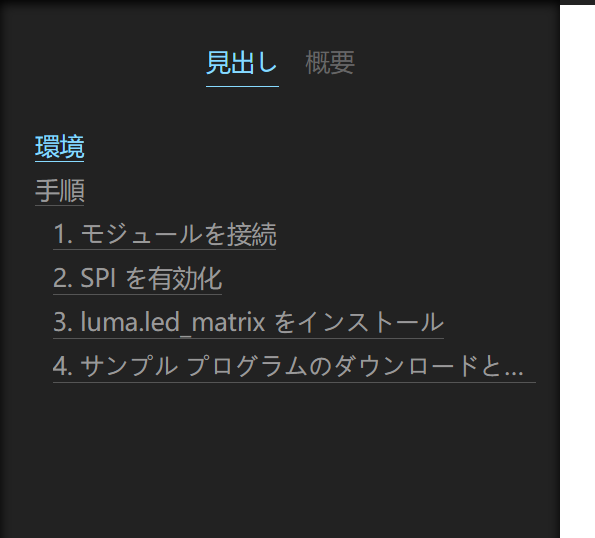 見出し 概要
環境
手順
1. モジュールを接続
2. SPI を有効化
3. luma.led_matrix をインストール
4. サンプル プログラムのダウンロードと...